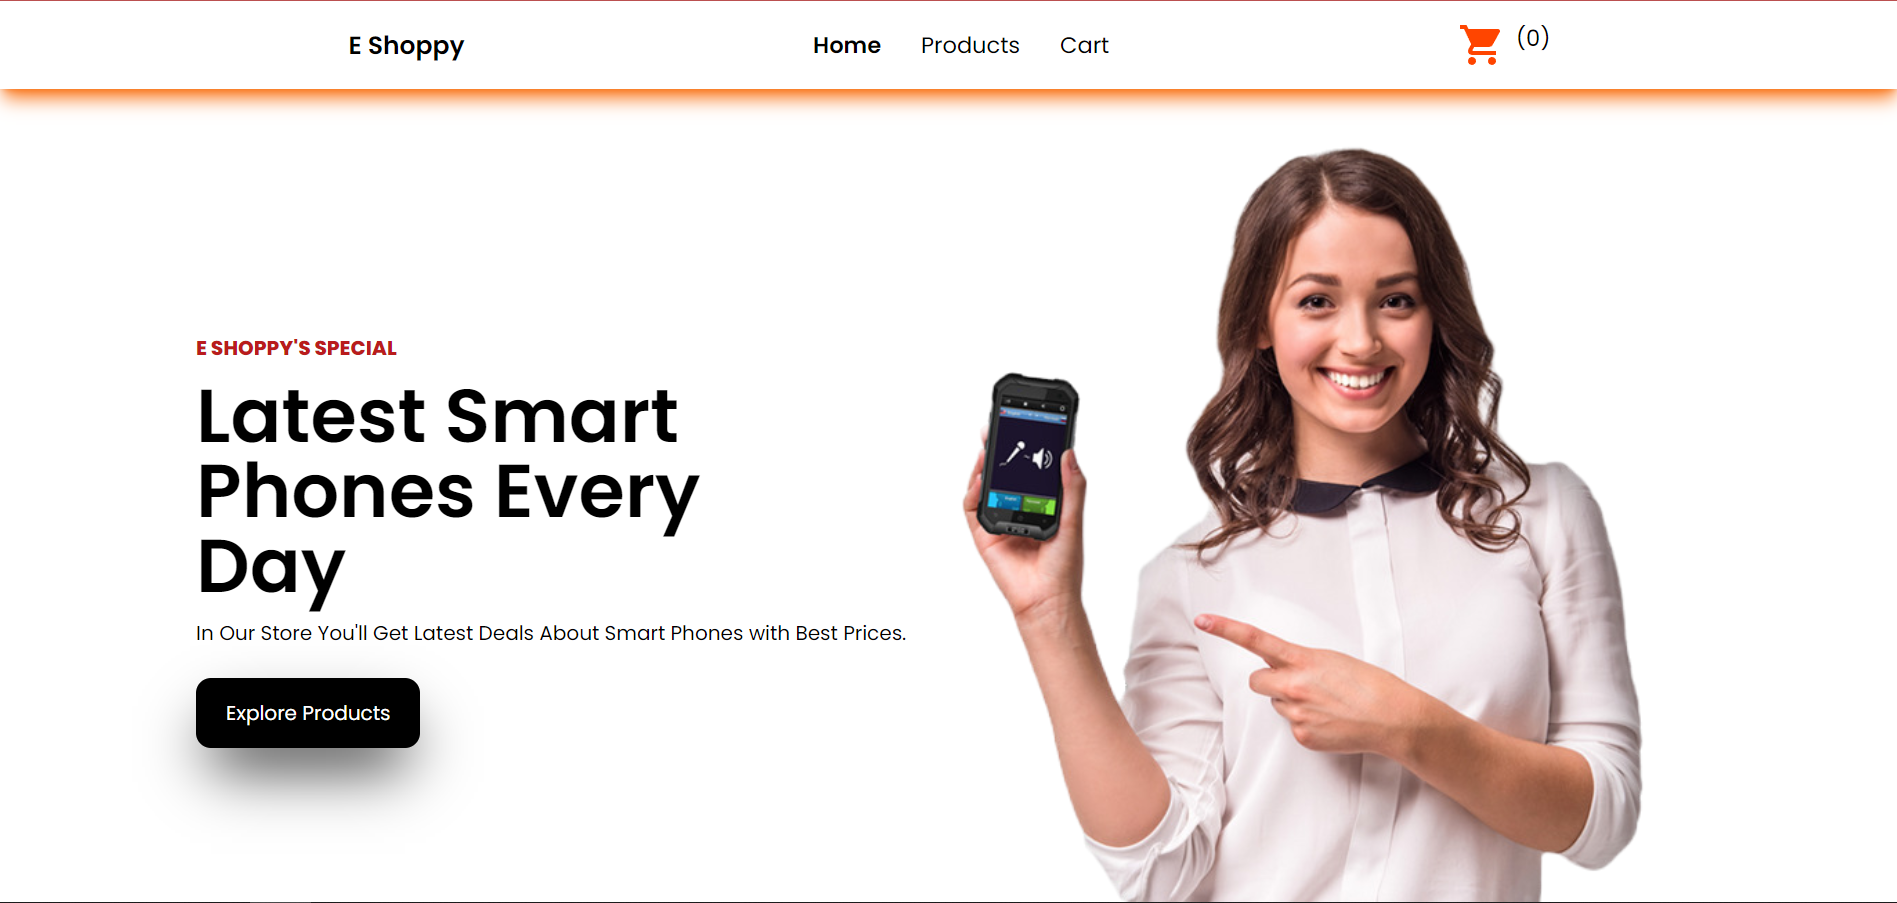 E Shoppy
Home
Products
Cart
(0)
E SHOPPY'S SPECIAL
Latest Smart
Phones Every
Day
In Our Store You'll Get Latest Deals About Smart Phones with Best Prices.
Explore Products